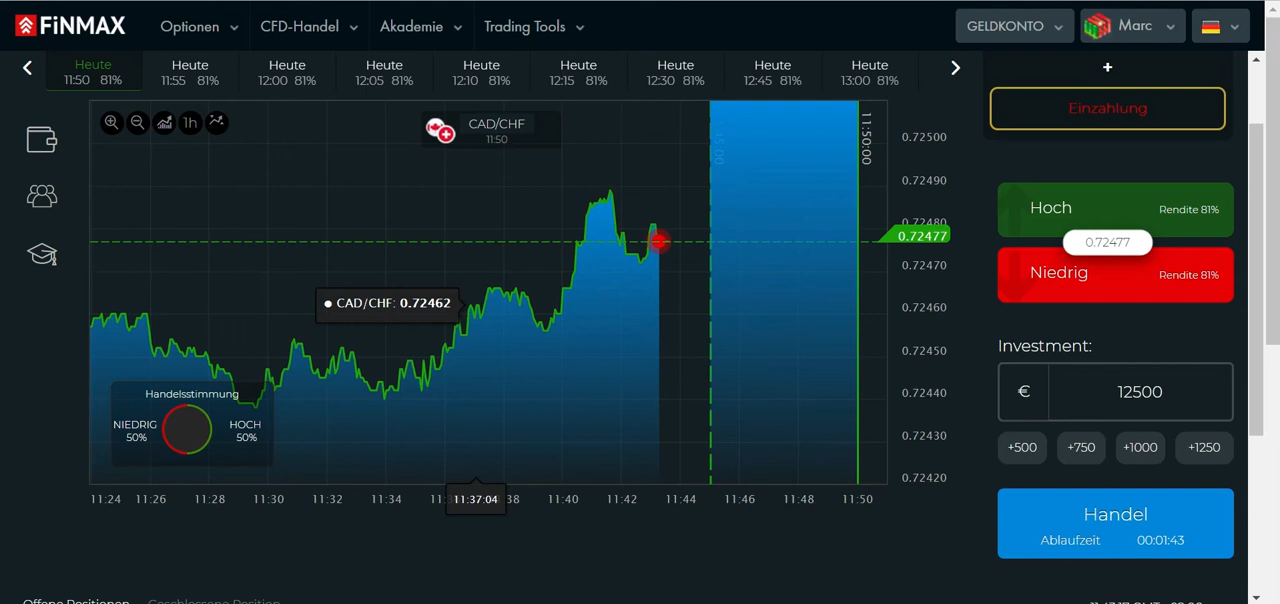 FiNMAX
Optionen
CFD-Handel
Akademie
Trading Tools
GELDKONTO
Marc
Heute
11:50 81%
Heute
11:55 81%
Heute
12:00 81%
Heute
12:05 81%
Heute
12:10 81%
Heute
12:15 81%
Heute
12:30 81%
Heute
12:45 81%
Heute
13:00 81%
1h
CAD/CHF
11:50
11:50:00
0.72500
0.72490
0.72480
0.72477
0.72470
0.72460
0.72450
0.72440
0.72430
0.72420
CAD/CHF: 0.72462
Handelsstimmung
NIEDRIG
50%
HOCH
50%
11:24
11:26
11:28
11:30
11:32
11:34
11:37:04
38
11:40
11:42
11:44
11:46
11:48
11:50
+
Einzahlung
Hoch
Rendite 81%
0.72477
Niedrig
Rendite 81%
Investment:
€
12500
+500
+750
+1000
+1250
Handel
Ablaufzeit 00:01:43
Offene Positionen
Geschlossene Position